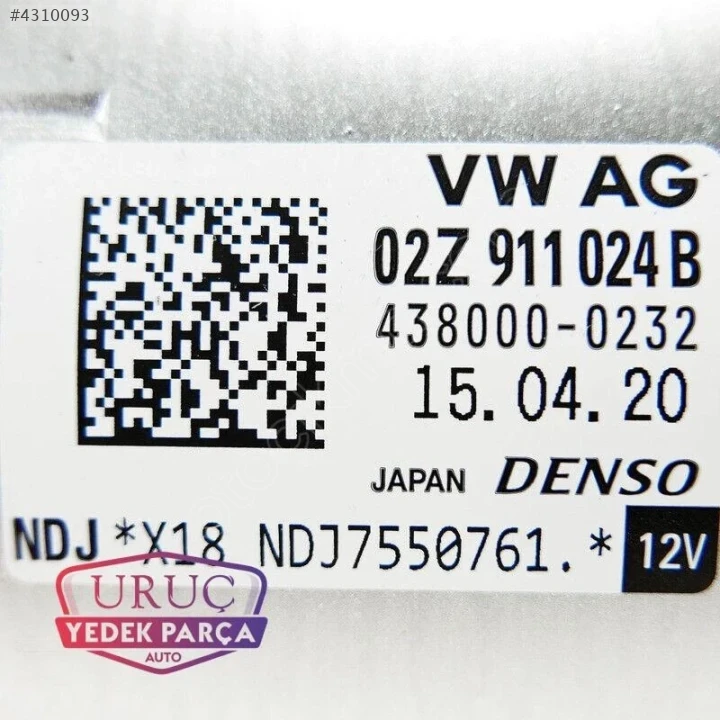 #4310093
VW AG
02Z 911 024 B
438000-0232
15.04.20
JAPAN DENSO
NDJ *X18 NDJ7550761.* 12V
URUÇ
YEDEK PARÇA
AUTO